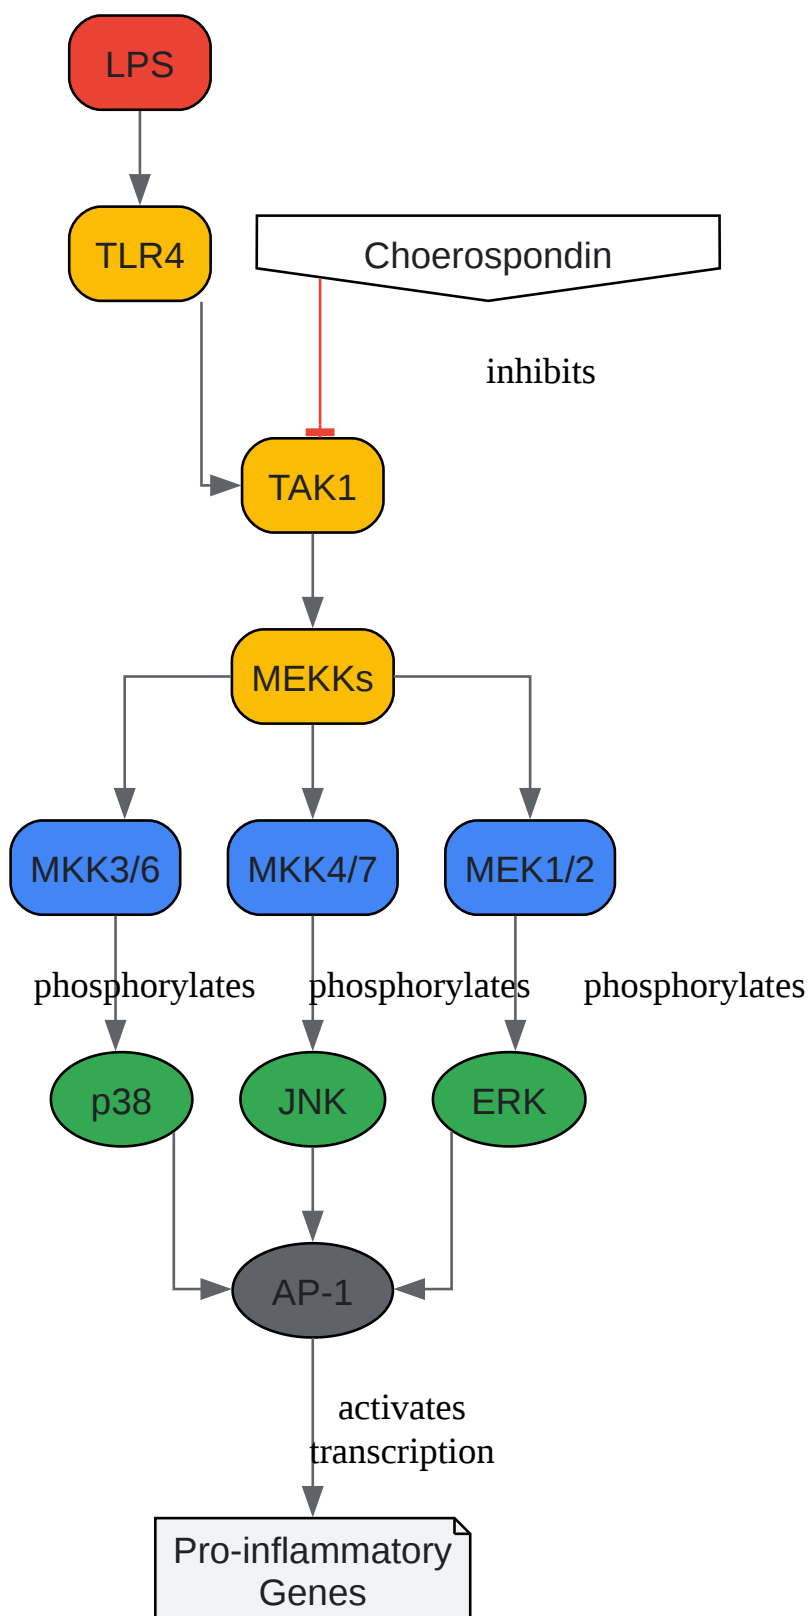 LPS
TLR4
Choerospondin
inhibits
TAK1
MEKKs
MKK3/6
MKK4/7
MEK1/2
phosphorylates
phosphorylates
phosphorylates
p38
JNK
ERK
AP-1
activates
transcription
Pro-inflammatory
Genes